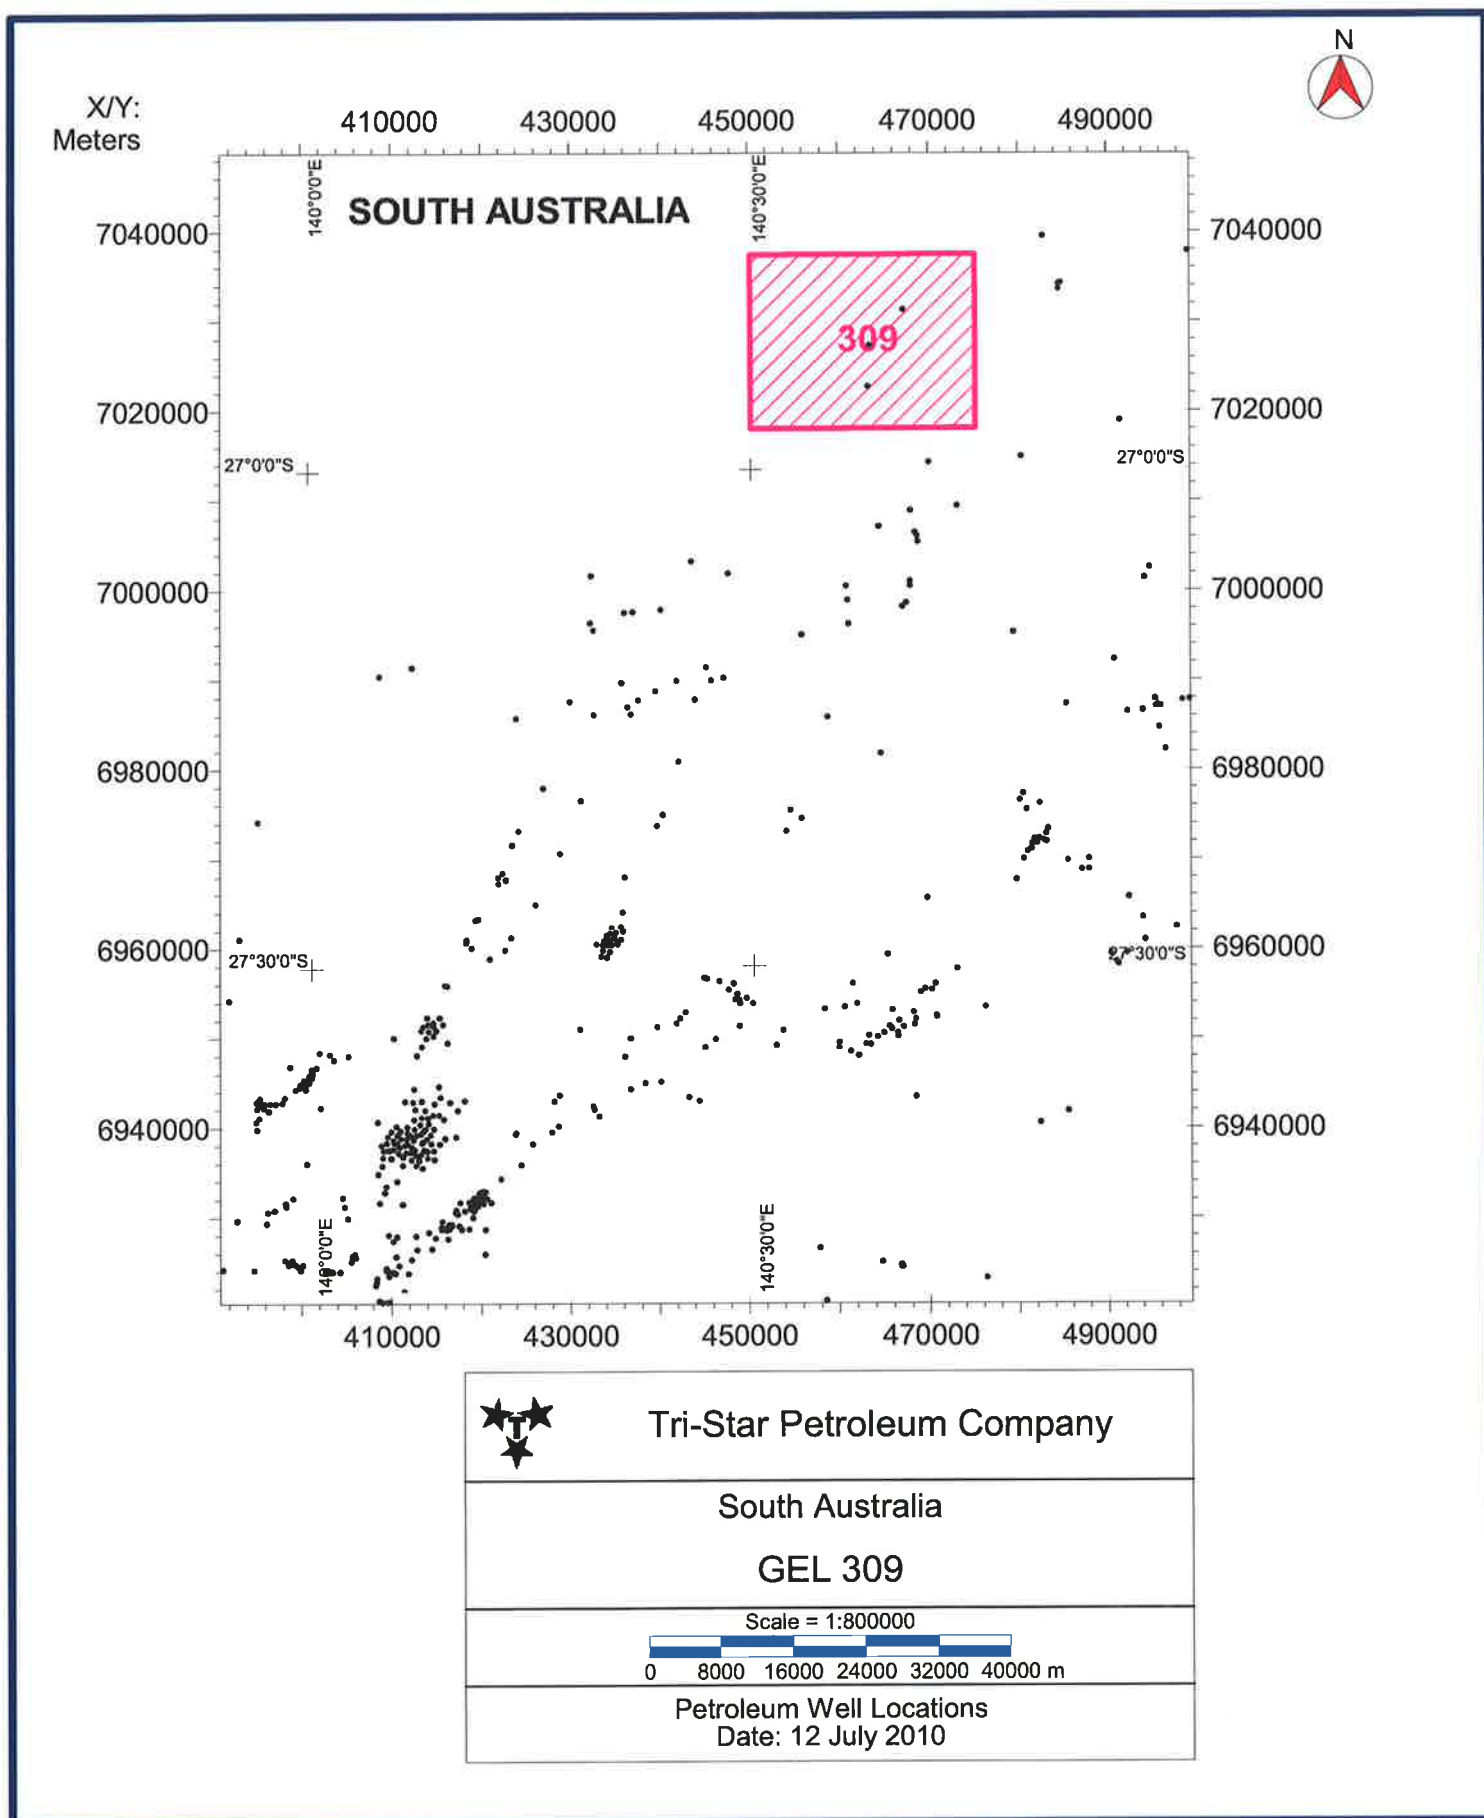 N
X/Y:
Meters
410000 430000 450000 470000 490000
140°0'0"E
140°30'0"E
SOUTH AUSTRALIA
7040000 7040000
309
7020000 7020000
27°0'0"S 27°0'0"S
7000000 7000000
6980000 6980000
6960000 6960000
27°30'0"S 27°30'0"S
6940000 6940000
140°0'0"E
140°30'0"E
410000 430000 450000 470000 490000
T
Tri-Star Petroleum Company
South Australia
GEL 309
Scale = 1:800000
0 8000 16000 24000 32000 40000 m
Petroleum Well Locations
Date: 12 July 2010